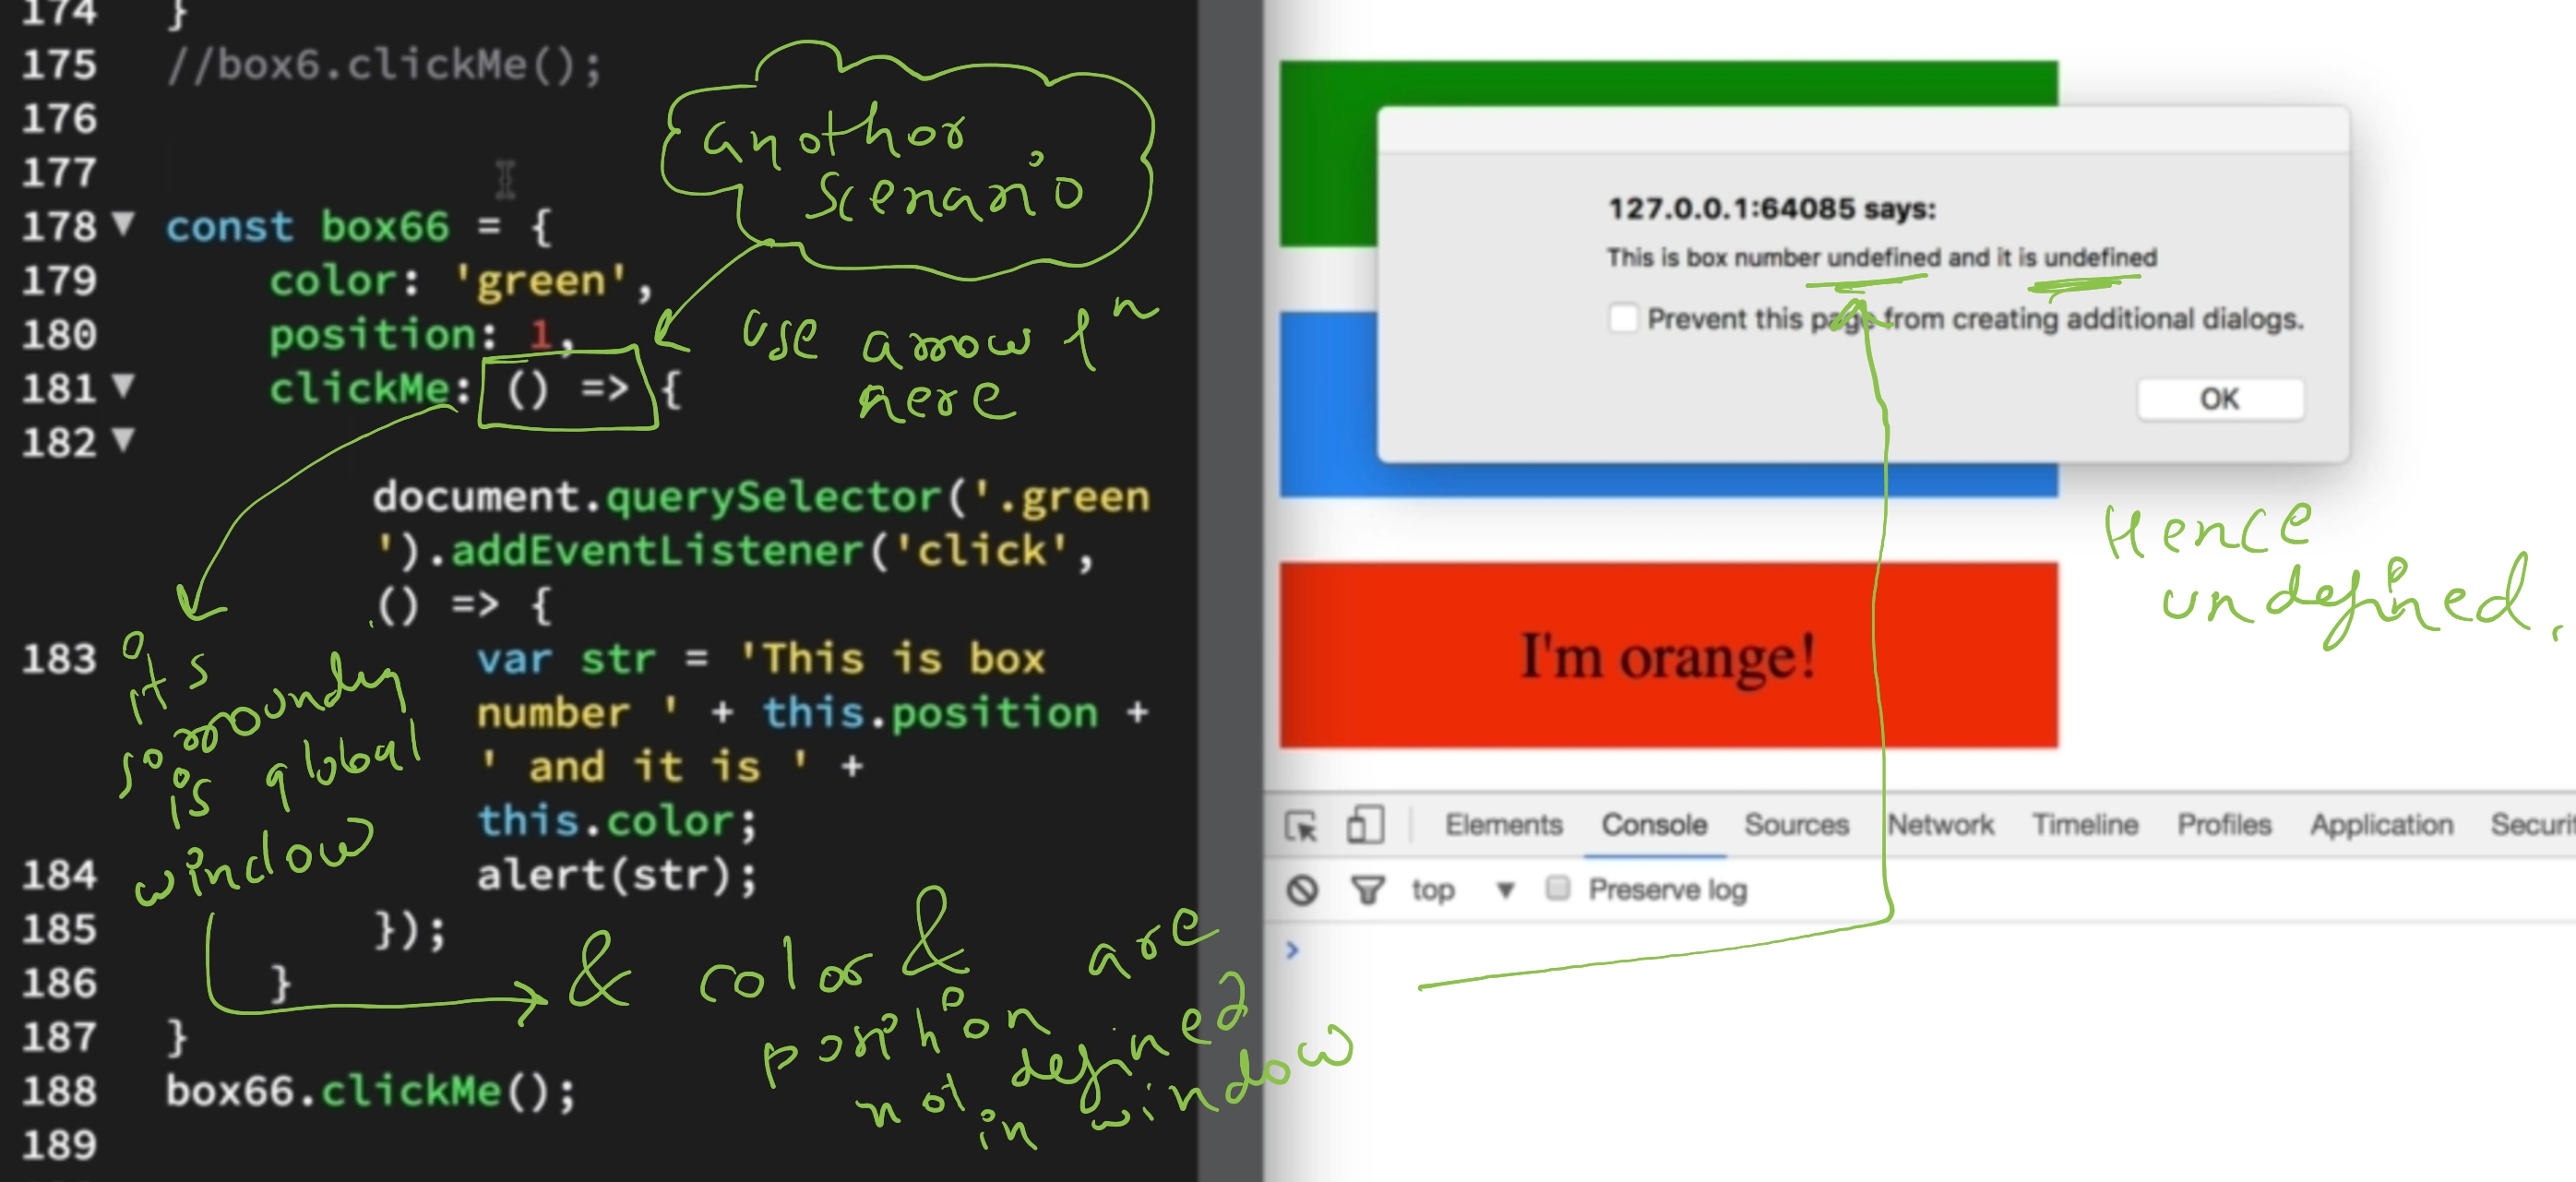 174 }
175 //box6.clickMe();
176
177
178 const box66 = {
179 color: 'green',
180 position: 1,
181 clickMe: () => {
182
document.querySelector('.green
').addEventListener('click',
() => {
183 var str = 'This is box
number ' + this.position +
' and it is ' +
this.color;
184 alert(str);
185 });
186 }
187 }
188 box66.clickMe();
189
another
scenario
use arrow fn
here
its
is global
window
& color &
are
not defined
in window
127.0.0.1:64085 says:
This is box number undefined and it is undefined
Prevent this page from creating additional dialogs.
OK
Hence
undefined.
I'm orange!
Elements Console Sources Network Timeline Profiles Application Securit
top Preserve log